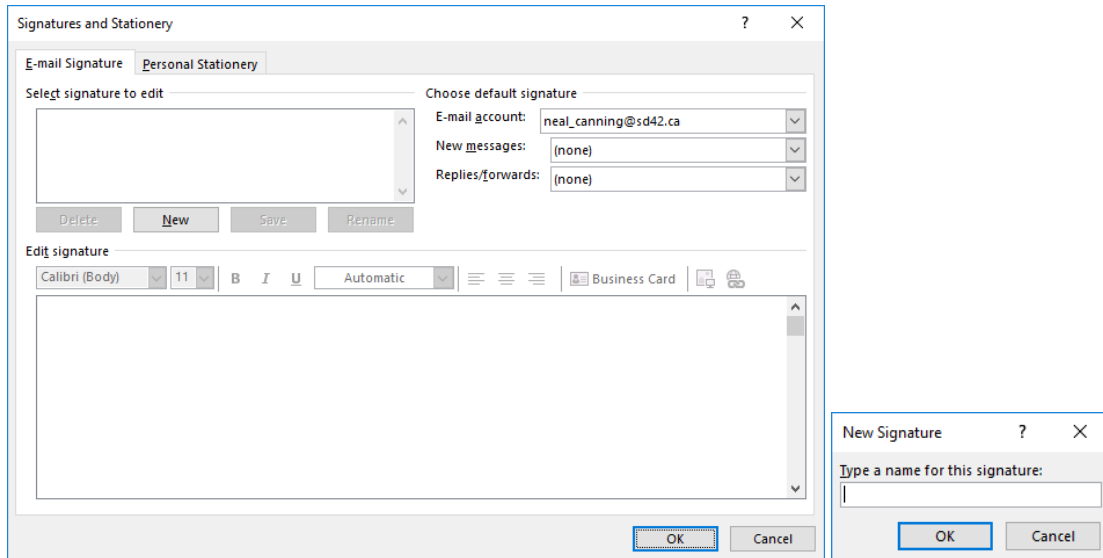 Signatures and Stationery ? ×
E-mail Signature Personal Stationery
Select signature to edit
Choose default signature
E-mail account: neal_canning@sd42.ca
New messages: (none)
Replies/forwards: (none)
Delete New Save Rename
Edit signature
Calibri (Body) 11 B I U Automatic Business Card
OK Cancel
New Signature ? ×
Type a name for this signature:
OK Cancel